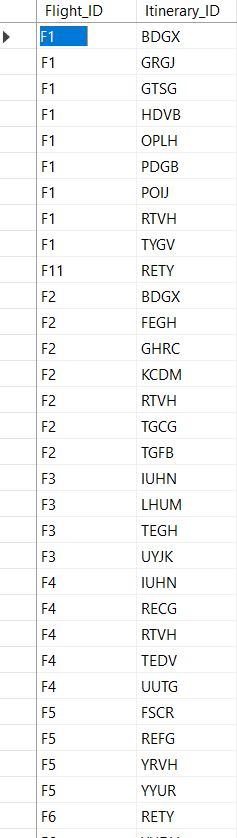 Flight_ID Itinerary_ID
F1 BDGX
F1 GRGJ
F1 GTSG
F1 HDVB
F1 OPLH
F1 PDGB
F1 POIJ
F1 RTVH
F1 TYGV
F11 RETY
F2 BDGX
F2 FEGH
F2 GHRC
F2 KCDM
F2 RTVH
F2 TGCG
F2 TGFB
F3 IUHN
F3 LHUM
F3 TEGH
F3 UYJK
F4 IUHN
F4 RECG
F4 RTVH
F4 TEDV
F4 UUTG
F5 FSCR
F5 REFG
F5 YRVH
F5 YYUR
F6 RETY